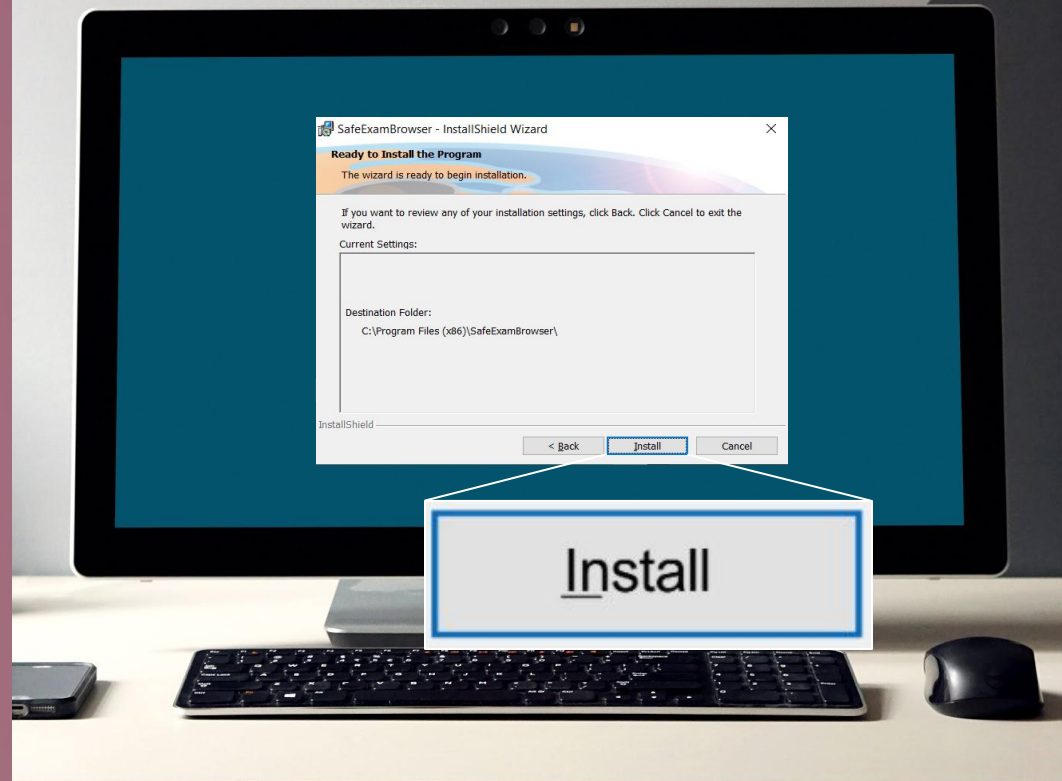 SafeExamBrowser - InstallShield Wizard
Ready to Install the Program
The wizard is ready to begin installation.
If you want to review any of your installation settings, click Back. Click Cancel to exit the
wizard.
Current Settings:
Destination Folder:
C:\Program Files (x86)\SafeExamBrowser\
InstallShield
< Back
Install
Cancel
Install